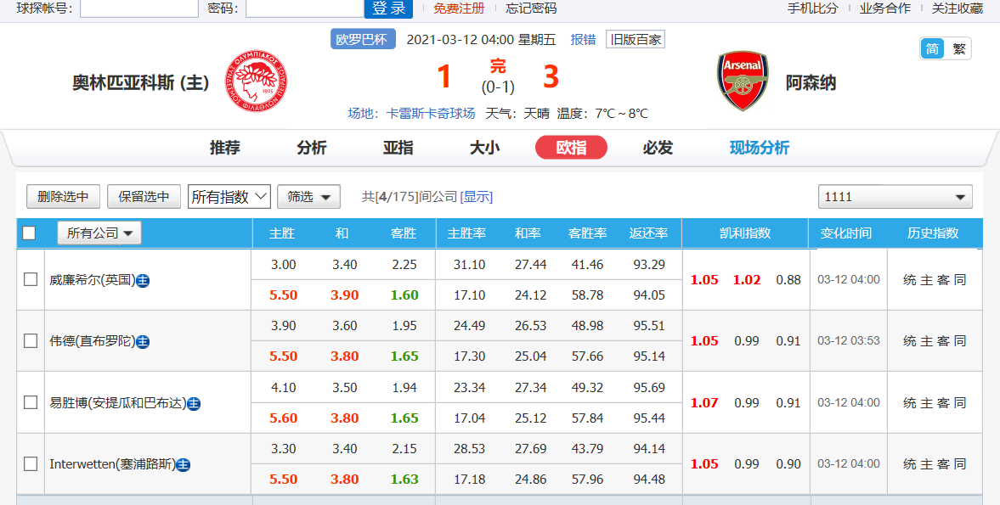 球探帐号： 密码： 登 录 免费注册 忘记密码 手机比分 业务合作 关注收藏
欧罗巴杯 2021-03-12 04:00 星期五 报错 旧版百家
简 繁
奥林匹亚科斯 (主) 1 完 3 阿森纳
(0-1)
Arsenal
1925
场地： 卡雷斯卡奇球场 天气：天晴 温度：7℃～8℃
推荐 分析 亚指 大小 欧指 必发 现场分析
删除选中 保留选中 所有指数 筛选 共[4/175]间公司 [显示] 1111
所有公司 主胜 和 客胜 主胜率 和率 客胜率 返还率 凯利指数 变化时间 历史指数
3.00 3.40 2.25 31.10 27.44 41.46 93.29
威廉希尔(英国)主 1.05 1.02 0.88 03-12 04:00 统 主 客 同
5.50 3.90 1.60 17.10 24.12 58.78 94.05
3.90 3.60 1.95 24.49 26.53 48.98 95.51
伟德(直布罗陀)主 1.05 0.99 0.91 03-12 03:53 统 主 客 同
5.50 3.80 1.65 17.30 25.04 57.66 95.14
4.10 3.50 1.94 23.34 27.34 49.32 95.69
易胜博(安提瓜和巴布达)主 1.07 0.99 0.91 03-12 04:00 统 主 客 同
5.60 3.80 1.65 17.04 25.12 57.84 95.44
3.30 3.40 2.15 28.53 27.69 43.79 94.14
Interwetten(塞浦路斯)主 1.05 0.99 0.90 03-12 04:00 统 主 客 同
5.50 3.80 1.63 17.18 24.86 57.96 94.48